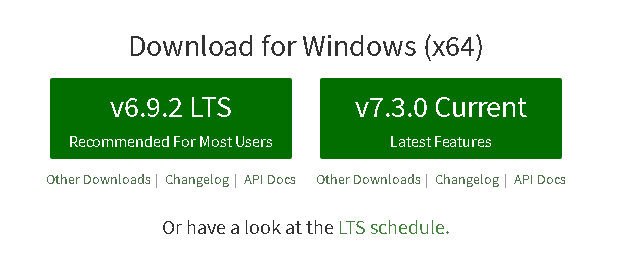 Download for Windows (x64)
v6.9.2 LTS
Recommended For Most Users
v7.3.0 Current
Latest Features
Other Downloads | Changelog | API Docs
Other Downloads | Changelog | API Docs
Or have a look at the LTS schedule.